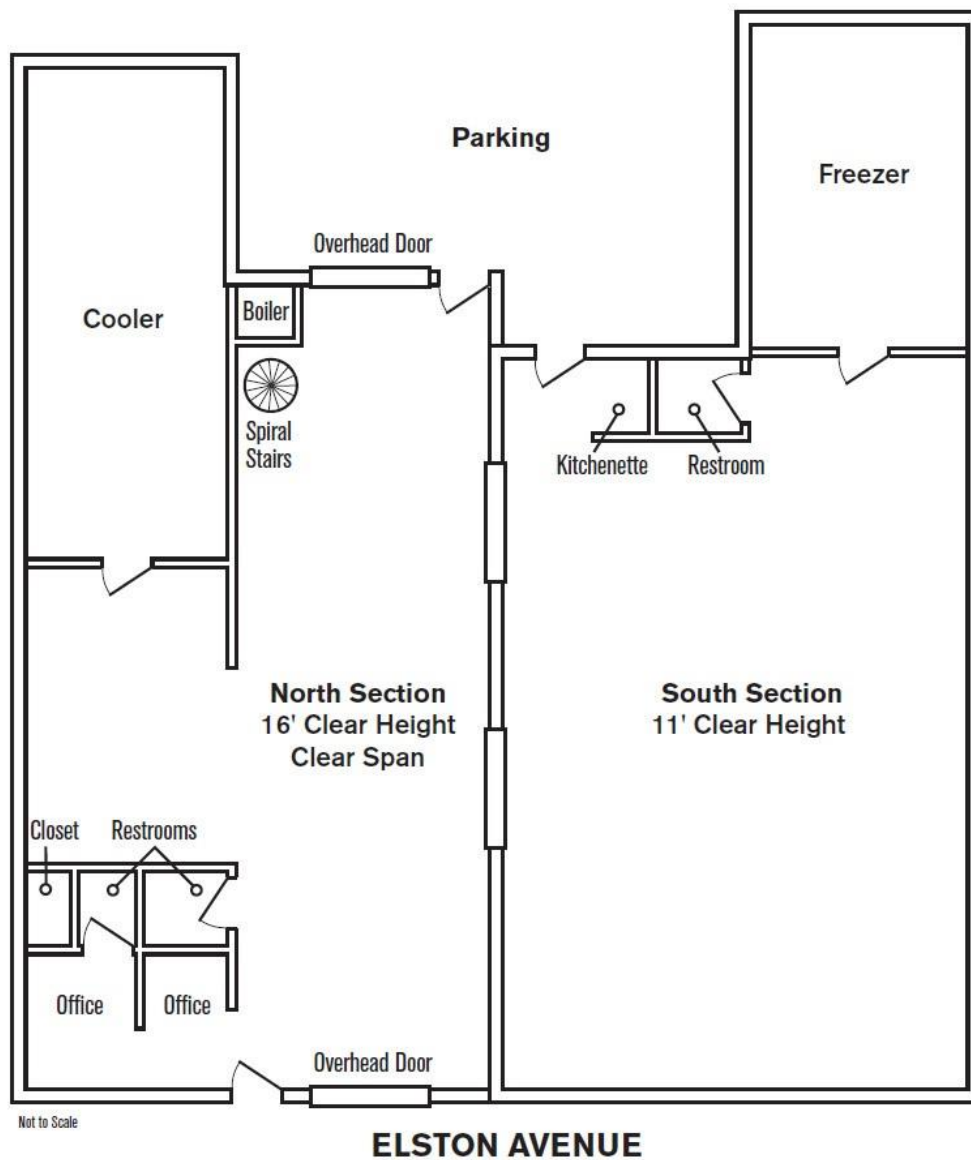 Parking
Freezer
Overhead Door
Cooler
Boiler
Spiral
Stairs
Kitchenette
Restroom
North Section
16' Clear Height
Clear Span
South Section
11' Clear Height
Closet
Restrooms
Office
Office
Overhead Door
Not to Scale
ELSTON AVENUE